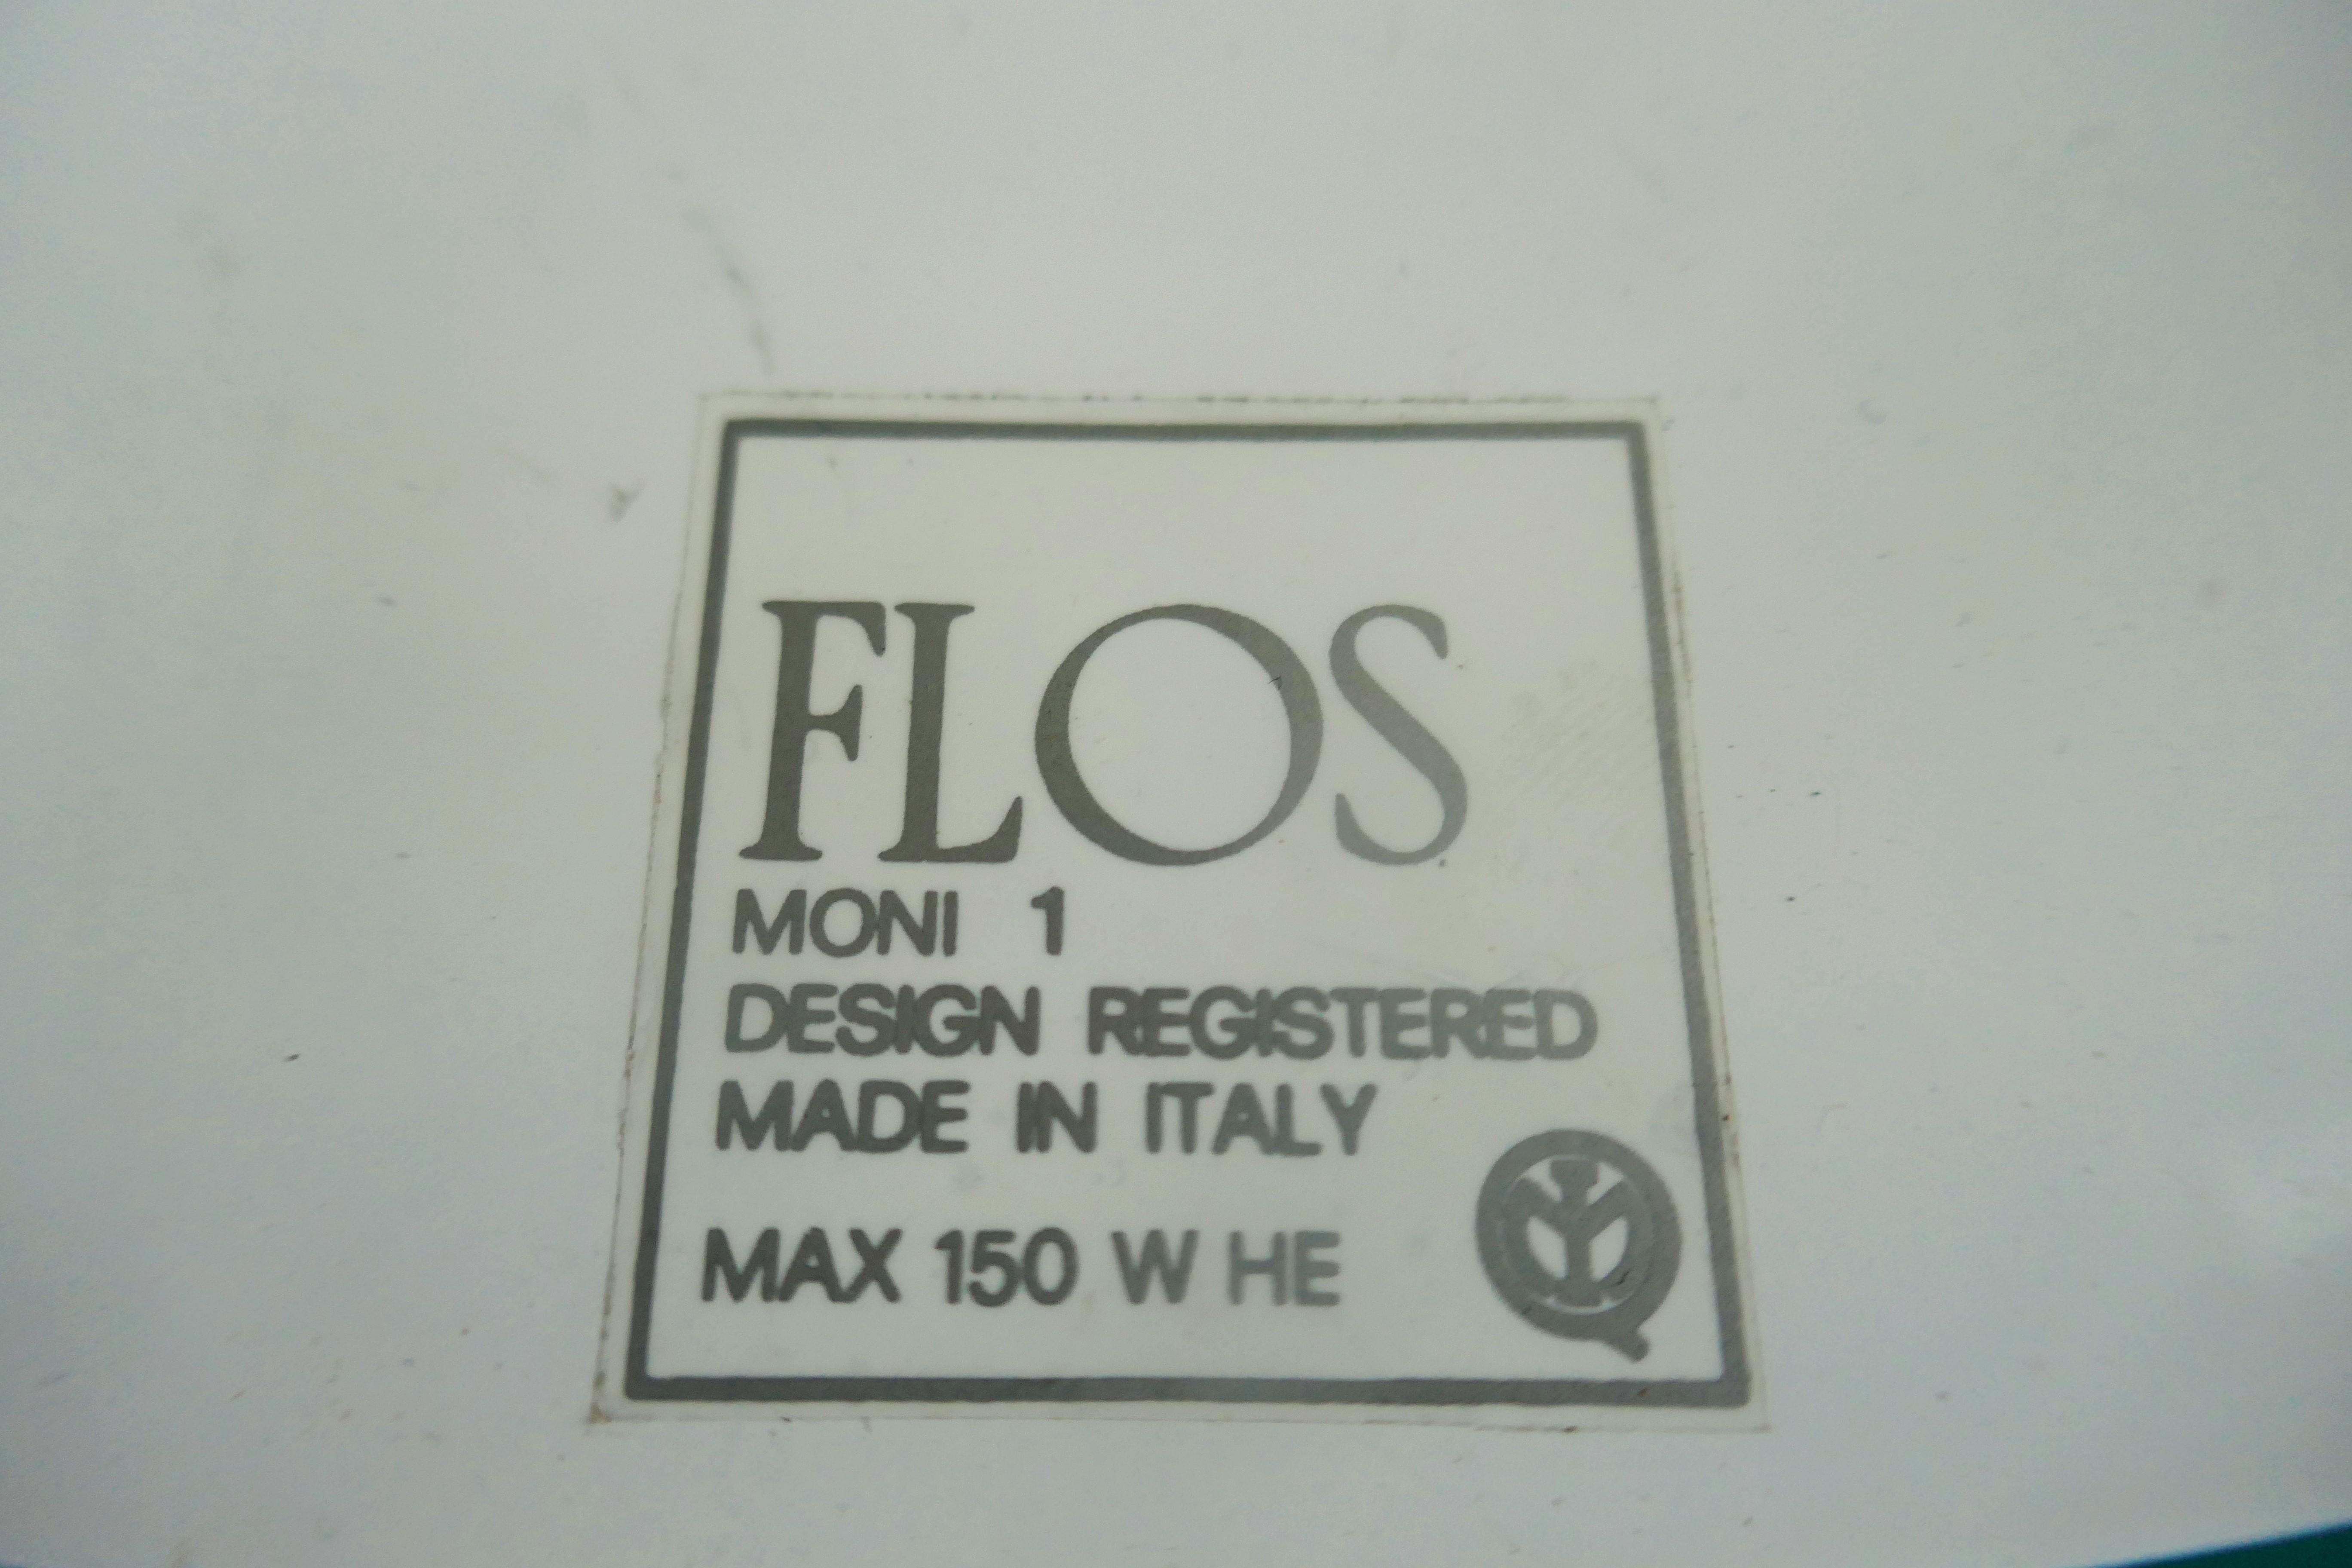 FLOS
MONI 1
DESIGN REGISTERED
MADE IN ITALY
MAX 150 W HE